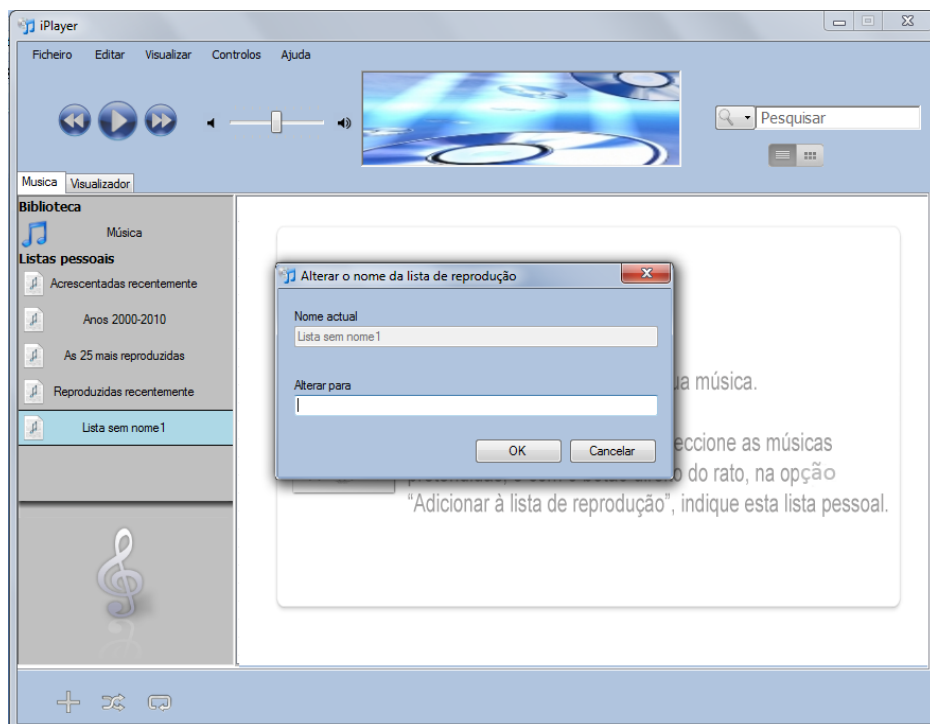 iPlayer
Ficheiro Editar Visualizar Controlos Ajuda
Pesquisar
Musica Visualizador
Biblioteca
Música
Listas pessoais
Acrescentadas recentemente
Anos 2000-2010
As 25 mais reproduzidas
Reproduzidas recentemente
Lista sem nome1
Alterar o nome da lista de reprodução
Nome actual
Lista sem nome1
Alterar para
OK Cancelar
música.
as músicas
do rato, na opção
“Adicionar à lista de reprodução”, indique esta lista pessoal.